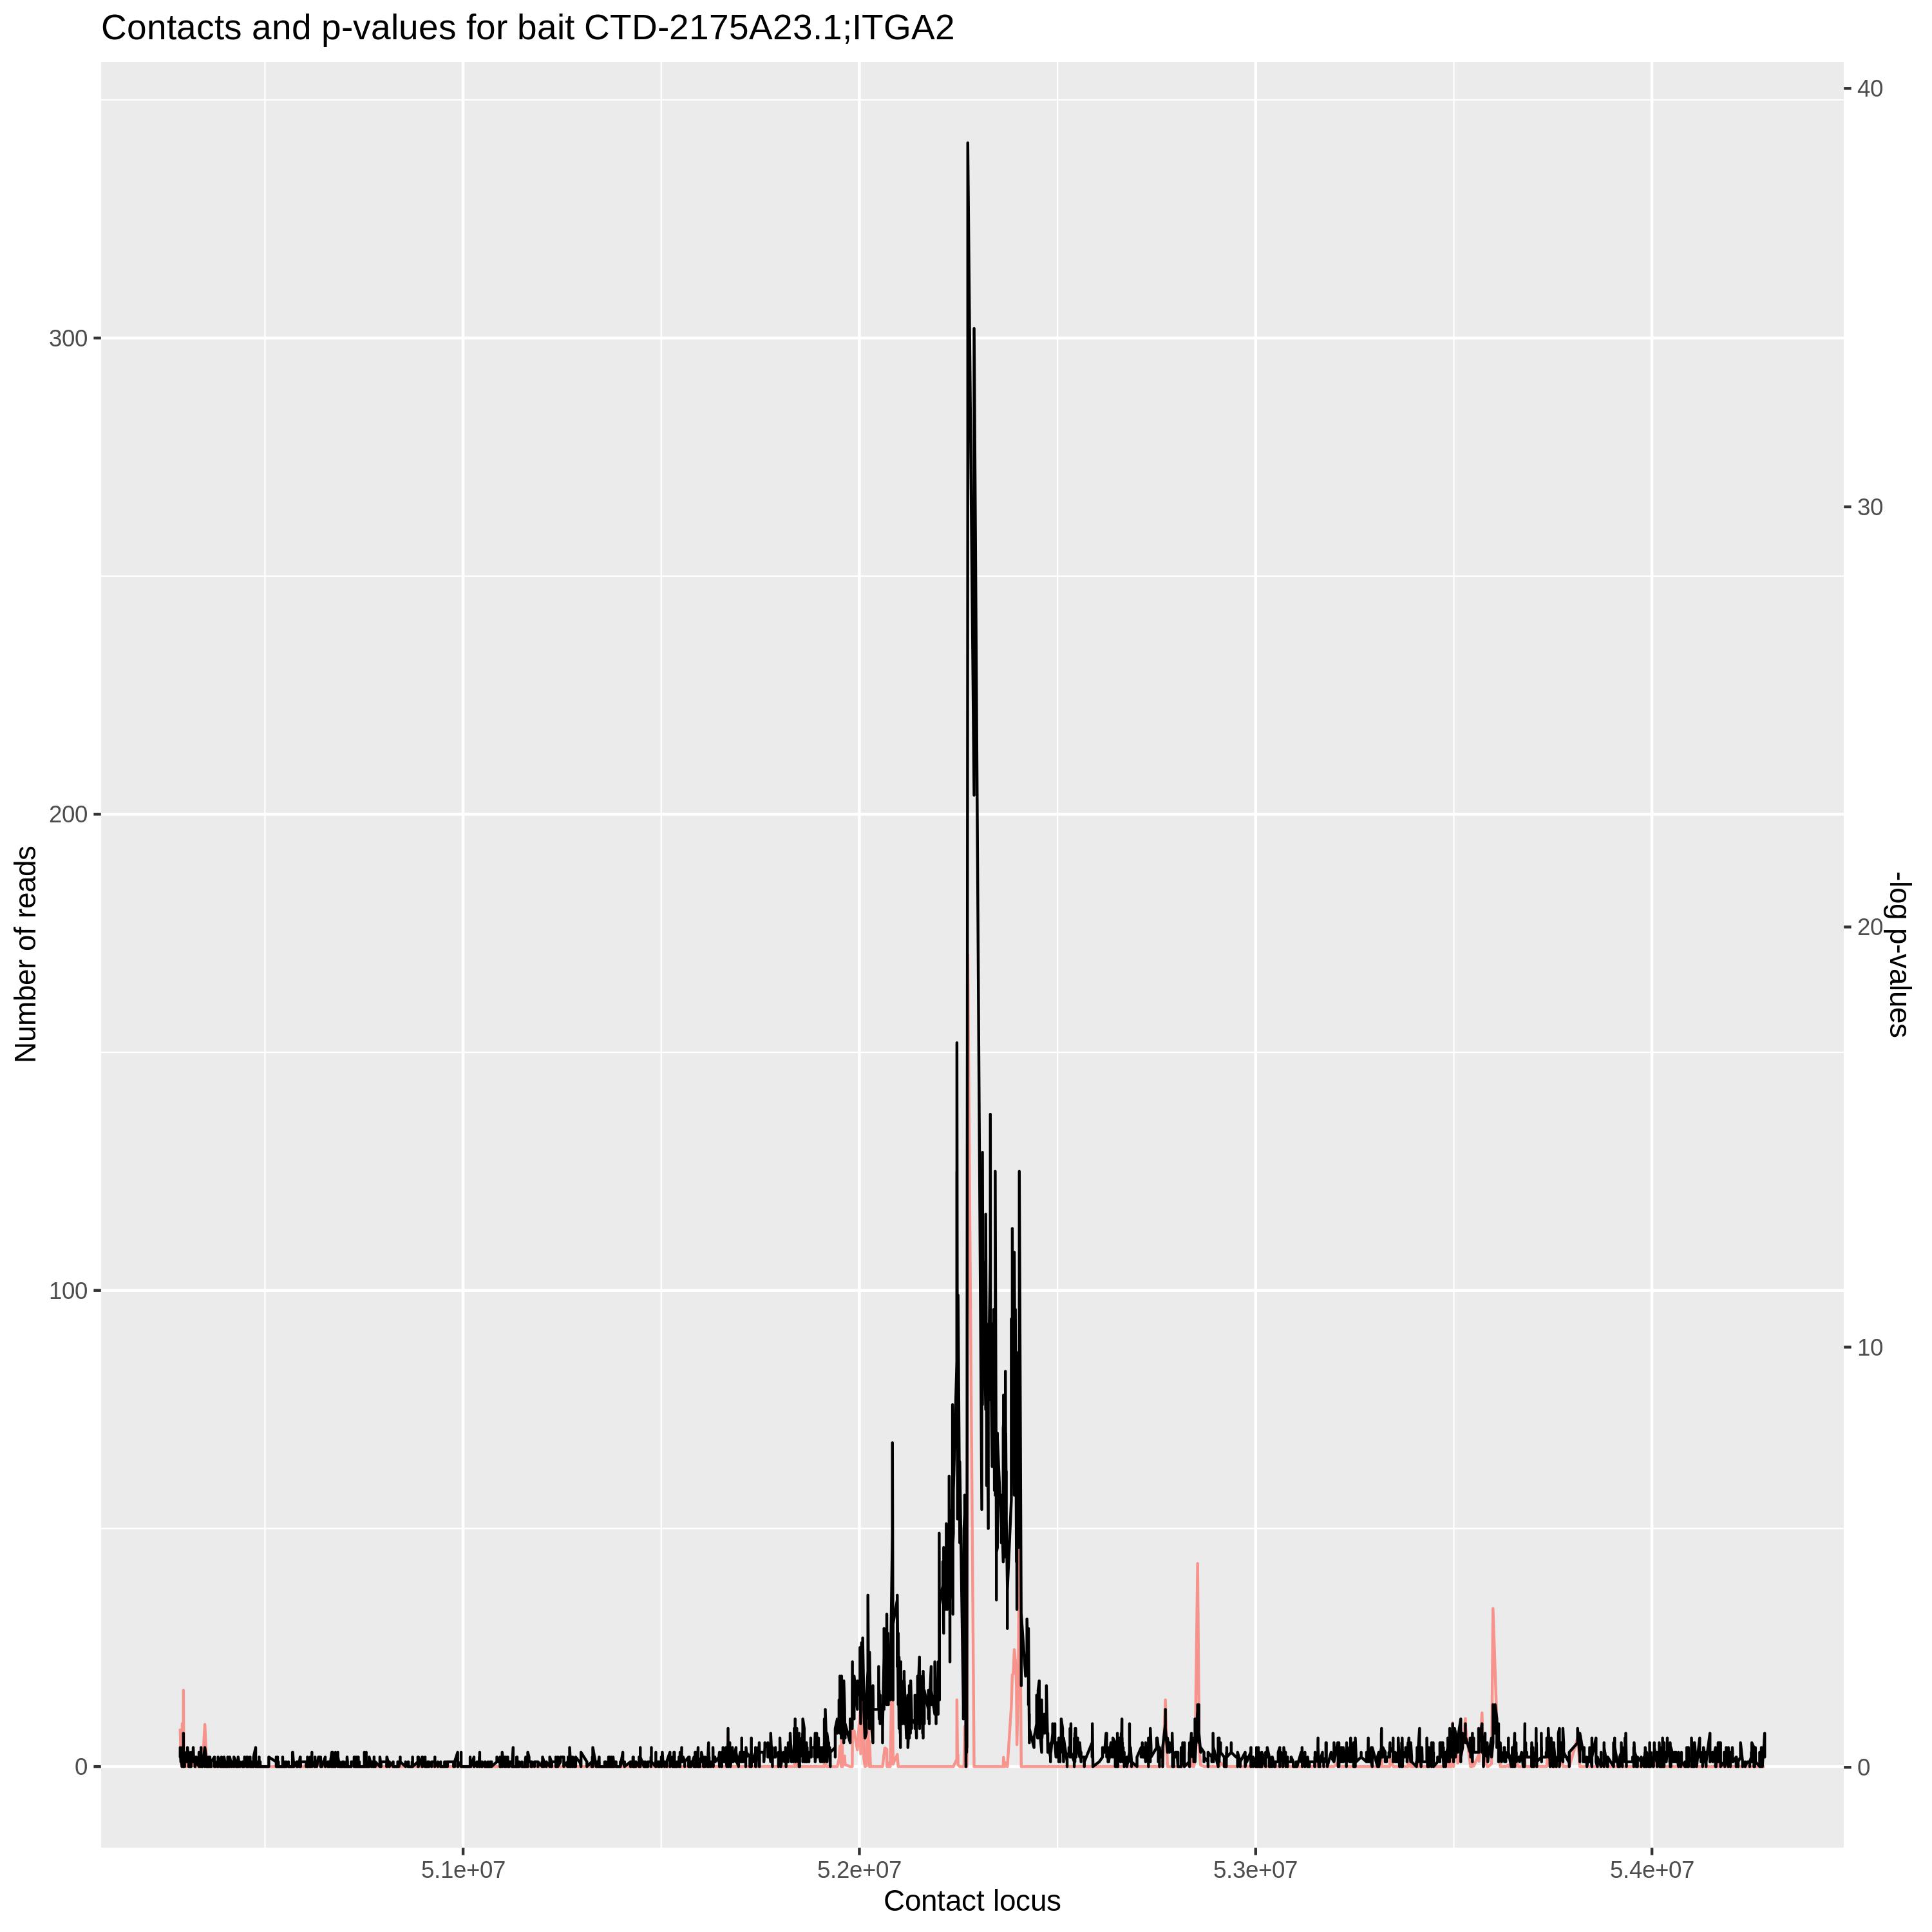 Contacts and p-values for bait CTD-2175A23.1;ITGA2
Number of reads
300
200
100
0
40
30
20
10
0
-log p-values
5.1e+07
5.2e+07
5.3e+07
5.4e+07
Contact locus